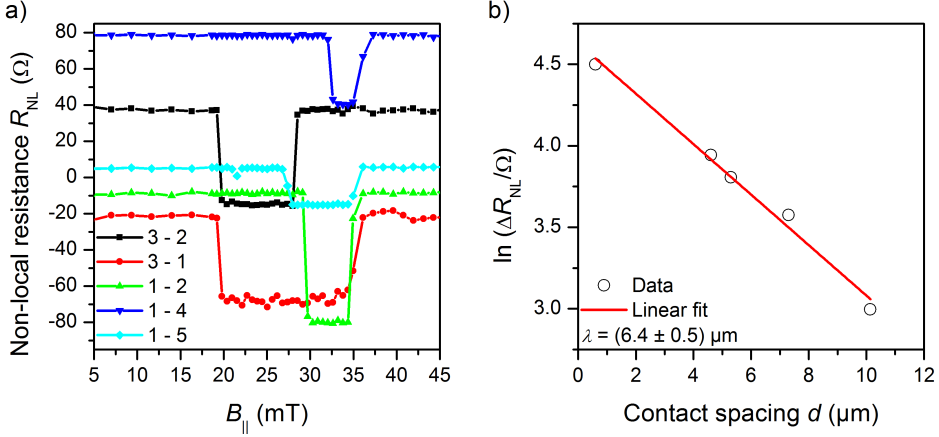 a)
Non-local resistance R_NL (Ω)
80
60
40
20
0
-20
-40
-60
-80
3 - 2
3 - 1
1 - 2
1 - 4
1 - 5
5 10 15 20 25 30 35 40 45
B_|| (mT)
b)
ln (ΔR_NL/Ω)
4.5
4.0
3.5
3.0
Data
Linear fit
λ = (6.4 ± 0.5) µm
0 2 4 6 8 10 12
Contact spacing d (µm)